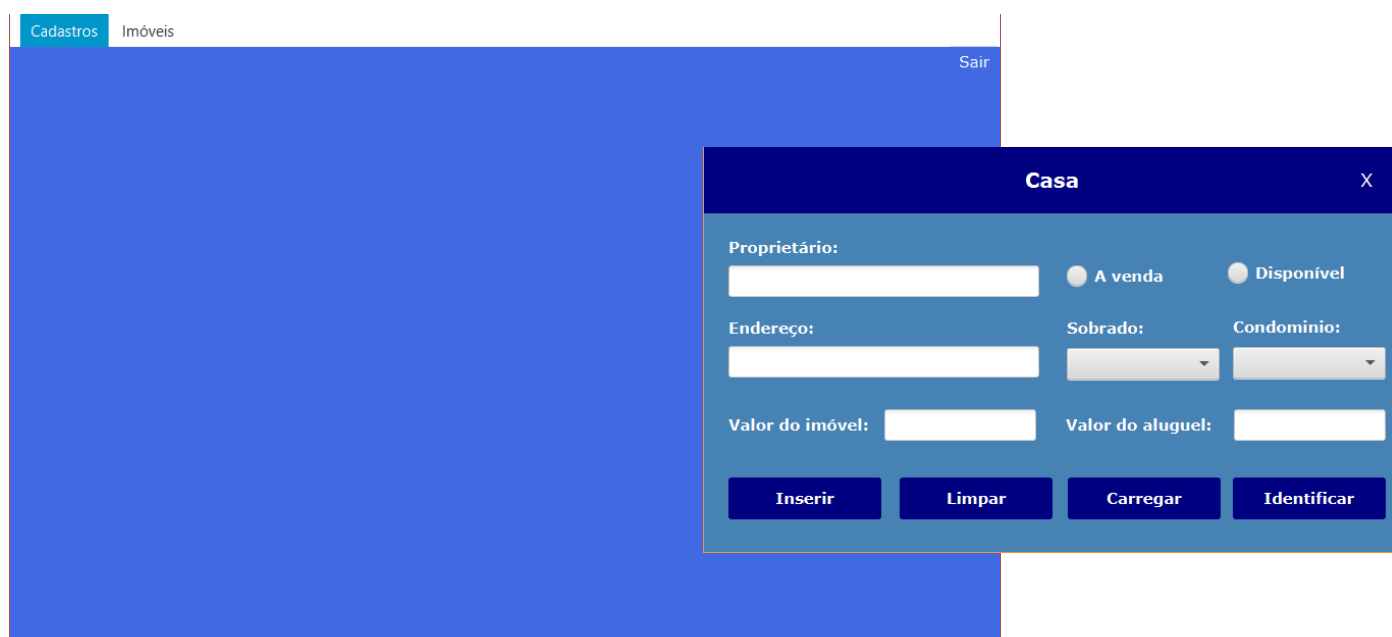 Cadastros Imóveis
Sair
Casa X
Proprietário:
A venda Disponível
Endereço: Sobrado: Condominio:
Valor do imóvel: Valor do aluguel:
Inserir Limpar Carregar Identificar